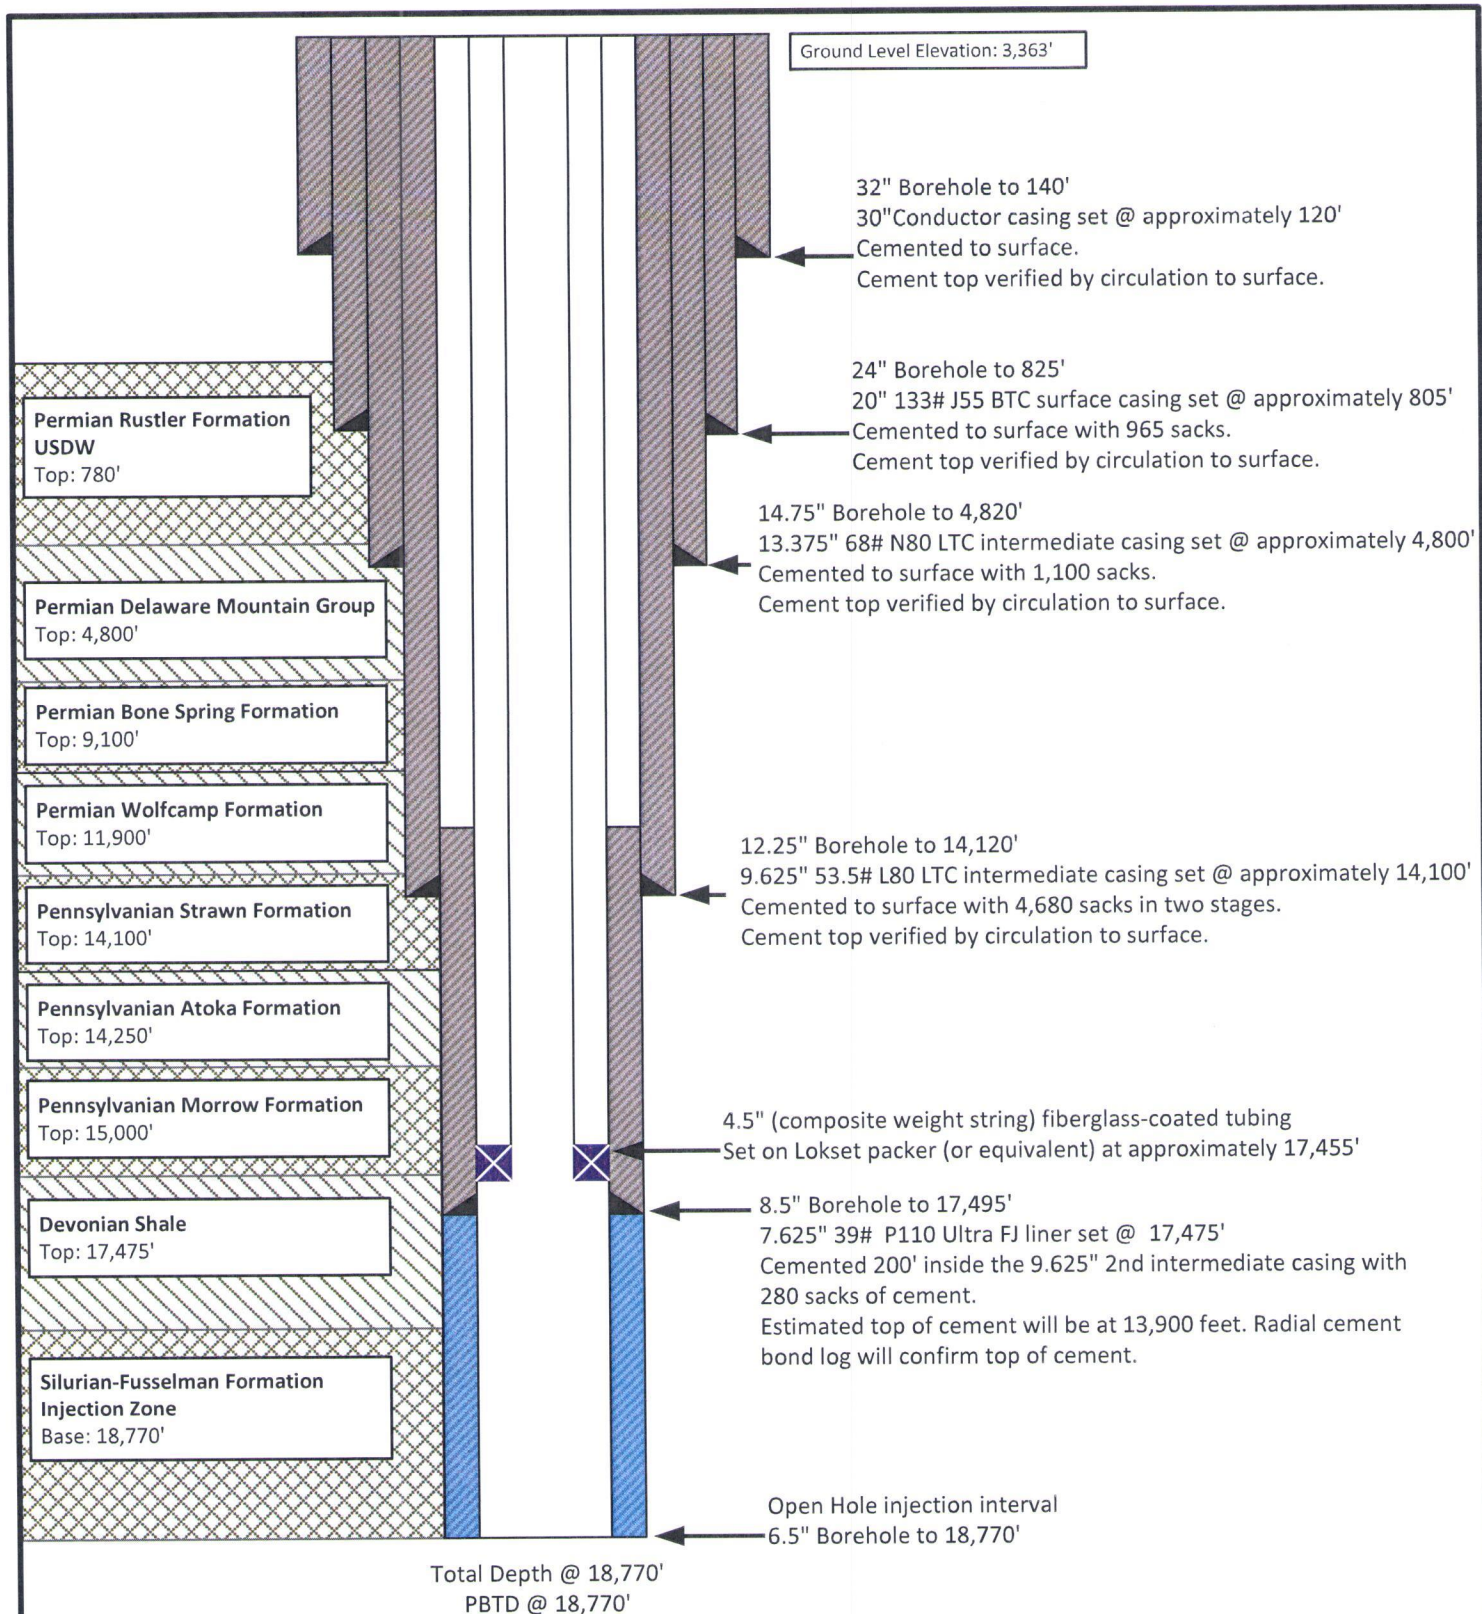 Ground Level Elevation: 3,363'
32" Borehole to 140'
30"Conductor casing set @ approximately 120'
Cemented to surface.
Cement top verified by circulation to surface.
24" Borehole to 825'
20" 133# J55 BTC surface casing set @ approximately 805'
Cemented to surface with 965 sacks.
Cement top verified by circulation to surface.
Permian Rustler Formation
USDW
Top: 780'
14.75" Borehole to 4,820'
13.375" 68# N80 LTC intermediate casing set @ approximately 4,800'
Cemented to surface with 1,100 sacks.
Cement top verified by circulation to surface.
Permian Delaware Mountain Group
Top: 4,800'
Permian Bone Spring Formation
Top: 9,100'
Permian Wolfcamp Formation
Top: 11,900'
12.25" Borehole to 14,120'
9.625" 53.5# L80 LTC intermediate casing set @ approximately 14,100'
Cemented to surface with 4,680 sacks in two stages.
Cement top verified by circulation to surface.
Pennsylvanian Strawn Formation
Top: 14,100'
Pennsylvanian Atoka Formation
Top: 14,250'
Pennsylvanian Morrow Formation
Top: 15,000'
4.5" (composite weight string) fiberglass-coated tubing
Set on Lokset packer (or equivalent) at approximately 17,455'
8.5" Borehole to 17,495'
7.625" 39#  P110 Ultra FJ liner set @  17,475'
Cemented 200' inside the 9.625" 2nd intermediate casing with
280 sacks of cement.
Estimated top of cement will be at 13,900 feet. Radial cement
bond log will confirm top of cement.
Devonian Shale
Top: 17,475'
Silurian-Fusselman Formation
Injection Zone
Base: 18,770'
Open Hole injection interval
6.5" Borehole to 18,770'
Total Depth @ 18,770'
PBTD @ 18,770'